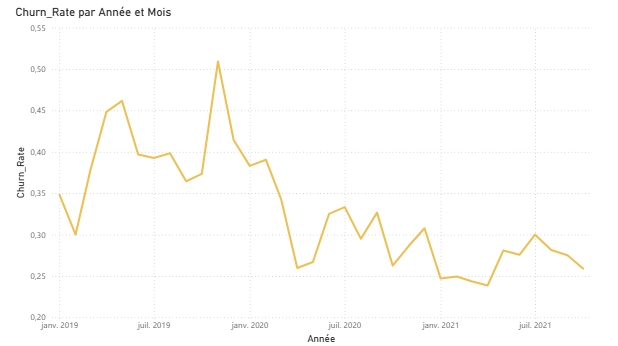 Churn_Rate par Année et Mois
0,55
0,50
0,45
0,40
0,35
0,30
0,25
0,20
Churn_Rate
janv. 2019 juil. 2019 janv. 2020 juil. 2020 janv. 2021 juil. 2021
Année